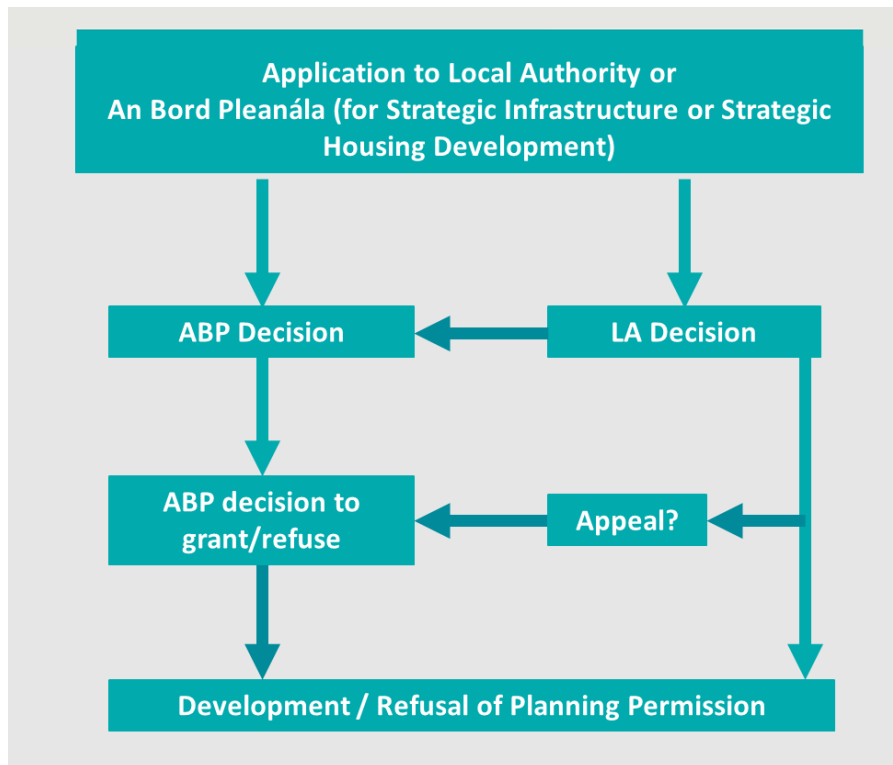 Application to Local Authority or
An Bord Pleanála (for Strategic Infrastructure or Strategic
Housing Development)
ABP Decision
LA Decision
ABP decision to
grant/refuse
Appeal?
Development / Refusal of Planning Permission